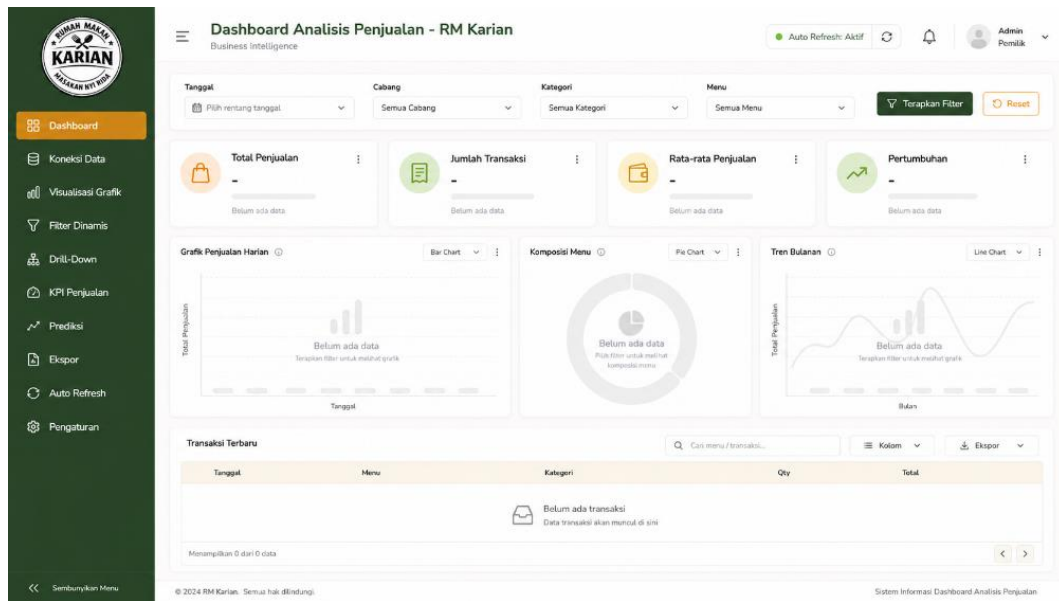 RUMAH MAKAN
KARIAN
MASAKAN NYI RIDA
Dashboard
Koneksi Data
Visualisasi Grafik
Filter Dinamis
Drill-Down
KPI Penjualan
Prediksi
Ekspor
Auto Refresh
Pengaturan
Sembunyikan Menu
Dashboard Analisis Penjualan - RM Karian
Business Intelligence
Auto Refresh: Aktif
Admin
Pemilik
Tanggal
Pilih rentang tanggal
Cabang
Semua Cabang
Kategori
Semua Kategori
Menu
Semua Menu
Terapkan Filter
Reset
Total Penjualan
-
Belum ada data
Jumlah Transaksi
-
Belum ada data
Rata-rata Penjualan
-
Belum ada data
Pertumbuhan
-
Belum ada data
Grafik Penjualan Harian
Bar Chart
Total Penjualan
Belum ada data
Terapkan filter untuk melihat grafik
Tanggal
Komposisi Menu
Pie Chart
Belum ada data
Pilih filter untuk melihat
komposisi menu
Tren Bulanan
Line Chart
Total Penjualan
Belum ada data
Terapkan filter untuk melihat grafik
Bulan
Transaksi Terbaru
Cari menu / transaksi...
Kolom
Ekspor
Tanggal Menu Kategori Qty Total
Belum ada transaksi
Data transaksi akan muncul di sini
Menampilkan 0 dari 0 data
© 2024 RM Karian. Semua hak dilindungi.
Sistem Informasi Dashboard Analisis Penjualan